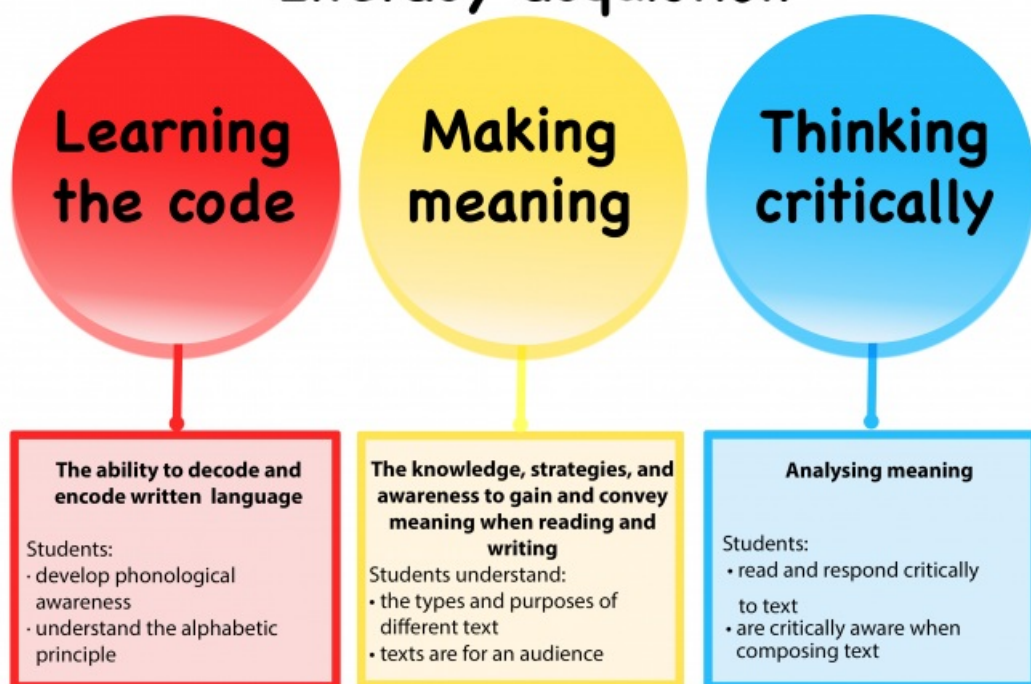 Literacy acquisition
Learning
the code
Making
meaning
Thinking
critically
The ability to decode and
encode written language
Students:
· develop phonological
awareness
· understand the alphabetic
principle
The knowledge, strategies, and
awareness to gain and convey
meaning when reading and
writing
Students understand:
• the types and purposes of
different text
• texts are for an audience
Analysing meaning
Students:
• read and respond critically
to text
• are critically aware when
composing text